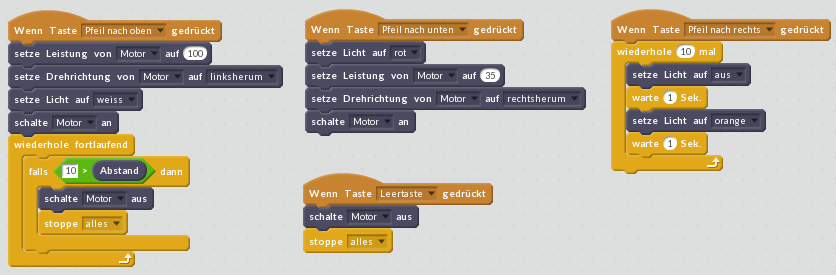 Wenn Taste Pfeil nach oben gedrückt
setze Leistung von Motor auf 100
setze Drehrichtung von Motor auf linksherum
setze Licht auf weiss
schalte Motor an
wiederhole fortlaufend
falls 10 > Abstand dann
schalte Motor aus
stoppe alles
Wenn Taste Pfeil nach unten gedrückt
setze Licht auf rot
setze Leistung von Motor auf 35
setze Drehrichtung von Motor auf rechtsherum
schalte Motor an
Wenn Taste Leertaste gedrückt
schalte Motor aus
stoppe alles
Wenn Taste Pfeil nach rechts gedrückt
wiederhole 10 mal
setze Licht auf aus
warte 1 Sek.
setze Licht auf orange
warte 1 Sek.